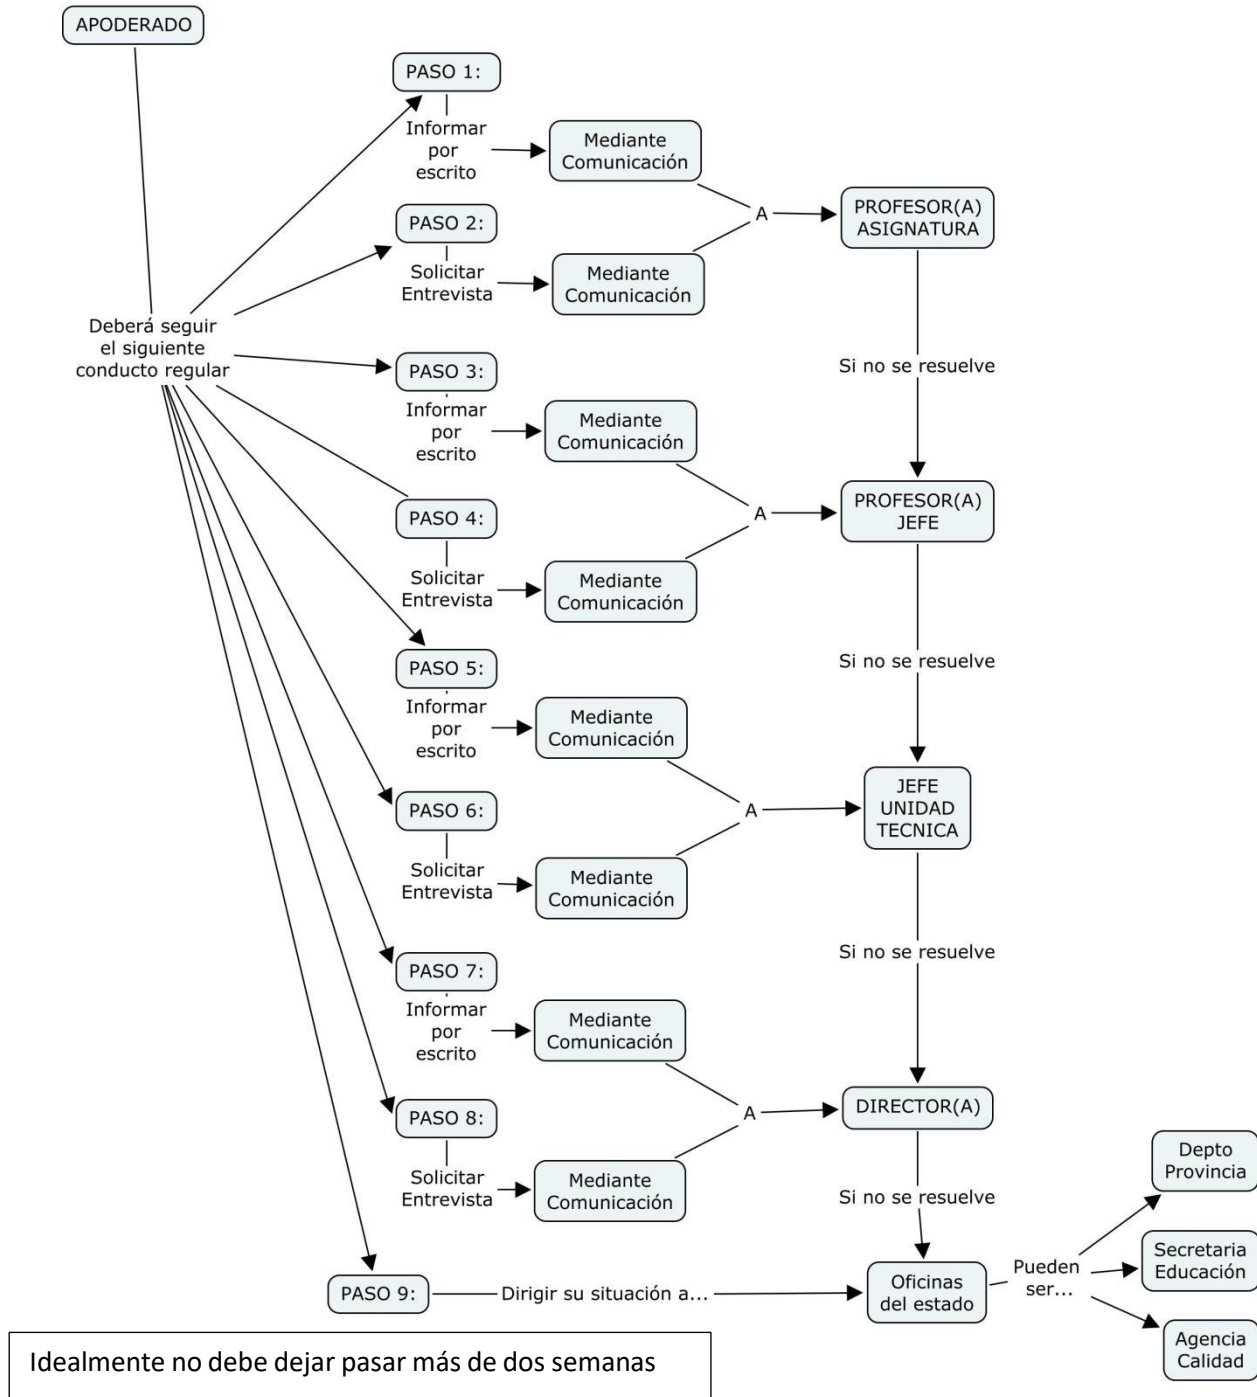 APODERADO
PASO 1:
Informar
por
escrito
Mediante
Comunicación
A
PROFESOR(A)
ASIGNATURA
PASO 2:
Solicitar
Entrevista
Mediante
Comunicación
Deberá seguir
el siguiente
conducto regular
Si no se resuelve
PASO 3:
Informar
por
escrito
Mediante
Comunicación
A
PROFESOR(A)
JEFE
PASO 4:
Solicitar
Entrevista
Mediante
Comunicación
Si no se resuelve
PASO 5:
Informar
por
escrito
Mediante
Comunicación
A
JEFE
UNIDAD
TECNICA
PASO 6:
Solicitar
Entrevista
Mediante
Comunicación
Si no se resuelve
PASO 7:
Informar
por
escrito
Mediante
Comunicación
A
DIRECTOR(A)
PASO 8:
Solicitar
Entrevista
Mediante
Comunicación
Si no se resuelve
PASO 9:
Dirigir su situación a...
Oficinas
del estado
Pueden
ser...
Depto
Provincia
Secretaria
Educación
Agencia
Calidad
Idealmente no debe dejar pasar más de dos semanas